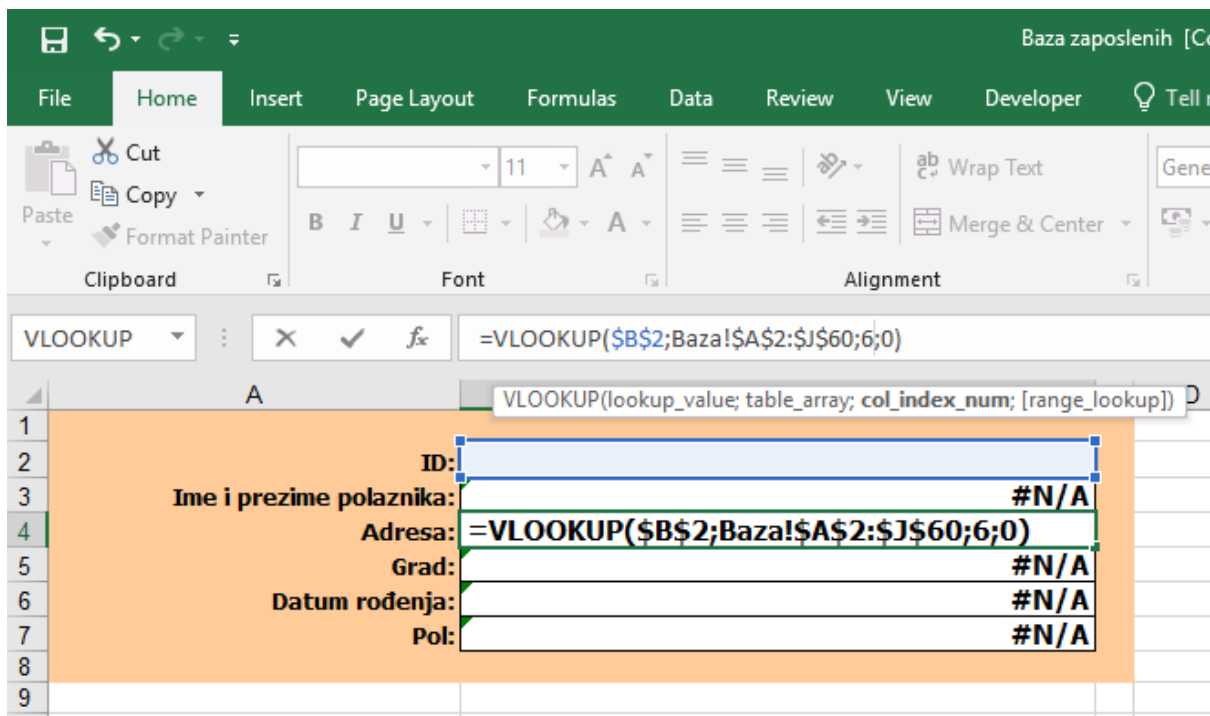 Baza zaposlenih [Co
File Home Insert Page Layout Formulas Data Review View Developer Tell
Cut
Copy
Paste
Format Painter
Clipboard
11 A A
B I U A
Font
ab Wrap Text
Merge & Center
Alignment
Gene
VLOOKUP fx =VLOOKUP($B$2;Baza!$A$2:$J$60;6;0)
VLOOKUP(lookup_value; table_array; col_index_num; [range_lookup])
A D
1
2 ID:
3 Ime i prezime polaznika: #N/A
4 Adresa: =VLOOKUP($B$2;Baza!$A$2:$J$60;6;0)
5 Grad: #N/A
6 Datum rođenja: #N/A
7 Pol: #N/A
8
9